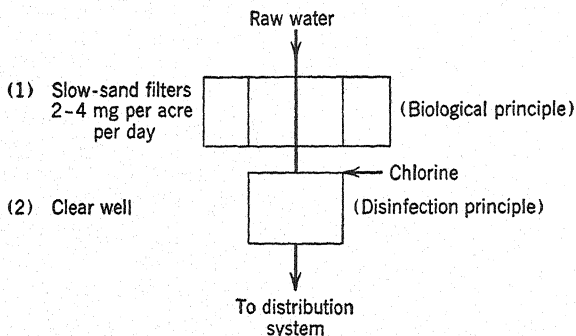 Raw water
(1) Slow-sand filters
2-4 mg per acre
per day
(Biological principle)
Chlorine
(2) Clear well
(Disinfection principle)
To distribution
system